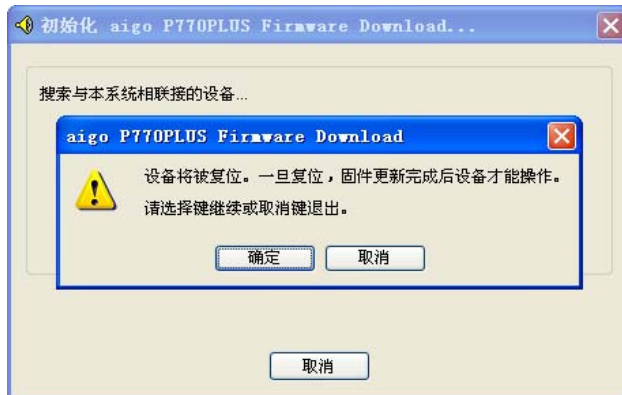 初始化 aigo P770PLUS Firmware Download...
搜索与本系统相联接的设备...
aigo P770PLUS Firmware Download
设备将被复位。一旦复位，固件更新完成后设备才能操作。
请选择键继续或取消键退出。
确定 取消
取消